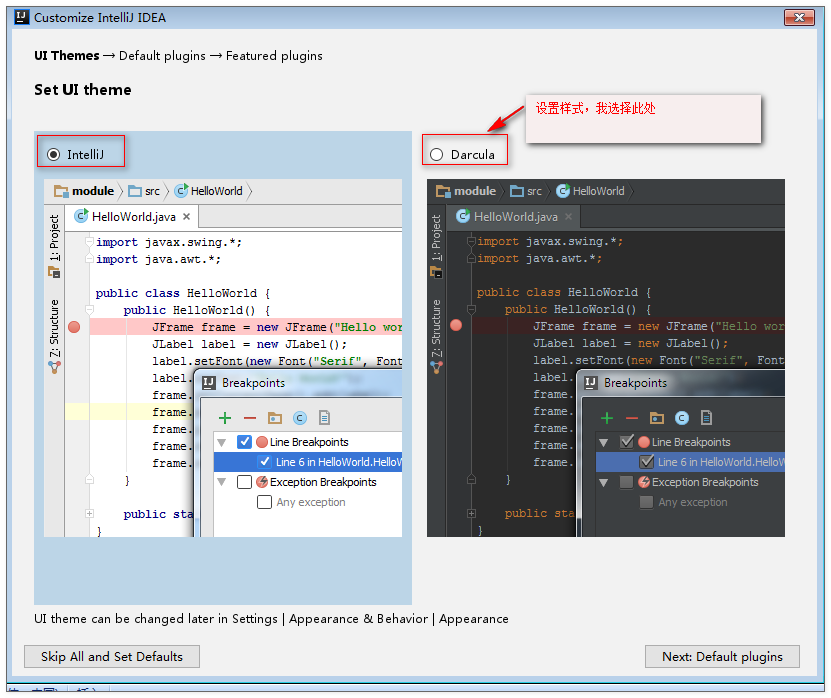 Customize IntelliJ IDEA
UI Themes → Default plugins → Featured plugins
Set UI theme
设置样式，我选择此处
IntelliJ
module
src
HelloWorld
HelloWorld.java
1: Project
Z: Structure
import javax.swing.*;
import java.awt.*;
public class HelloWorld {
public HelloWorld() {
JFrame frame = new JFrame("Hello wor
JLabel label = new JLabel();
label.setFont(new Font("Serif", Font
label.
frame.
frame.
frame.
frame.
frame.
}
public sta
}
Breakpoints
Line Breakpoints
Line 6 in HelloWorld.HelloW
Exception Breakpoints
Any exception
Darcula
module
src
HelloWorld
HelloWorld.java
1: Project
Z: Structure
import javax.swing.*;
import java.awt.*;
public class HelloWorld {
public HelloWorld() {
JFrame frame = new JFrame("Hello wor
JLabel label = new JLabel();
label.setFont(new Font("Serif", Font
label.
frame.
frame.
frame.
frame.
frame.
}
public sta
}
Breakpoints
Line Breakpoints
Line 6 in HelloWorld.HelloW
Exception Breakpoints
Any exception
UI theme can be changed later in Settings | Appearance & Behavior | Appearance
Skip All and Set Defaults
Next: Default plugins